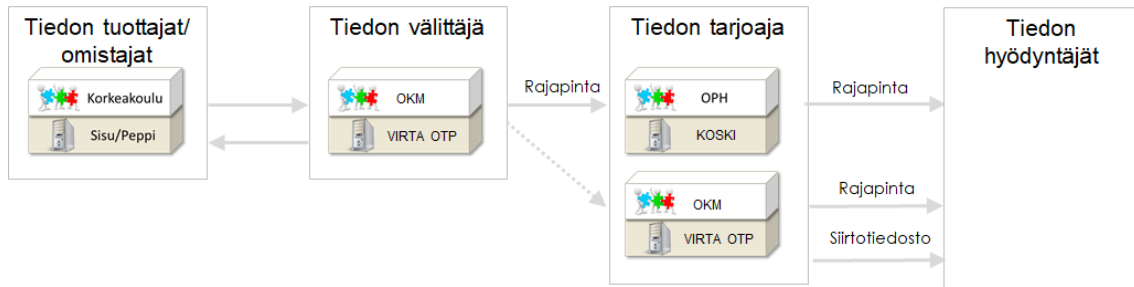 Tiedon tuottajat/
omistajat
Korkeakoulu
Sisu/Peppi
Tiedon välittäjä
OKM
VIRTA OTP
Rajapinta
Tiedon tarjoaja
OPH
KOSKI
OKM
VIRTA OTP
Rajapinta
Rajapinta
Siirtotiedosto
Tiedon
hyödyntäjät